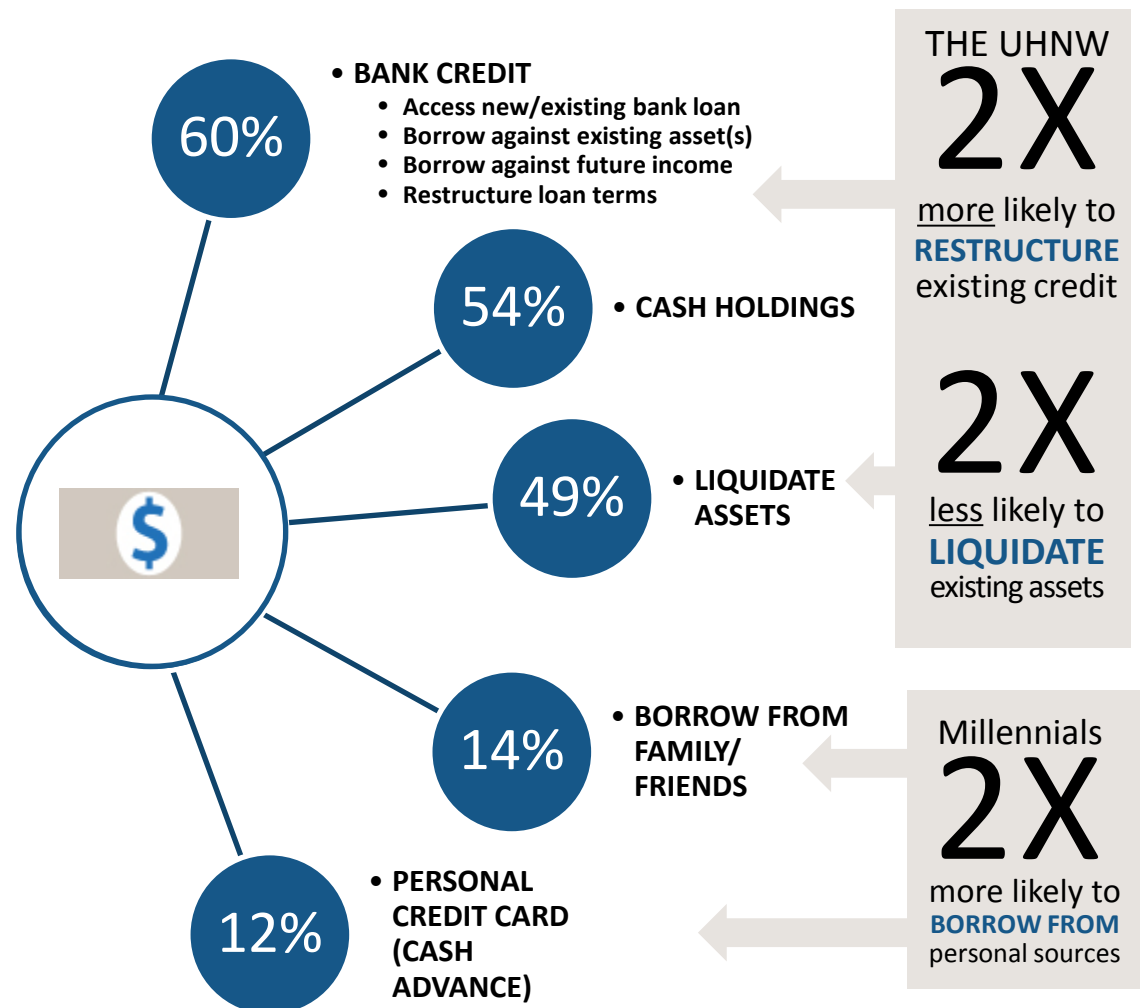 60%
• BANK CREDIT
• Access new/existing bank loan
• Borrow against existing asset(s)
• Borrow against future income
• Restructure loan terms
54%
• CASH HOLDINGS
49%
• LIQUIDATE
ASSETS
$
14%
• BORROW FROM
FAMILY/
FRIENDS
12%
• PERSONAL
CREDIT CARD
(CASH
ADVANCE)
THE UHNW
2X
more likely to
RESTRUCTURE
existing credit
2X
less likely to
LIQUIDATE
existing assets
Millennials
2X
more likely to
BORROW FROM
personal sources